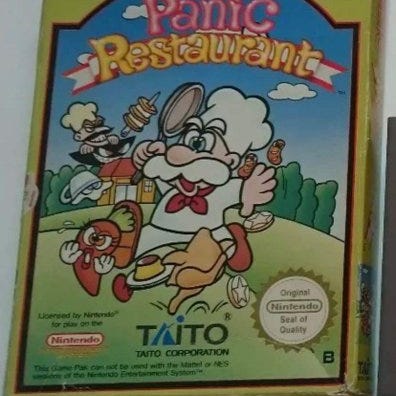 Panic
Restaurant
TM
Licensed by Nintendo®
for play on the
Nintendo
TAITO®
TAITO CORPORATION
Original
Nintendo
Seal of
Quality
This Game Pak can not be used with the Mattel or NES
versions of the Nintendo Entertainment System™
B